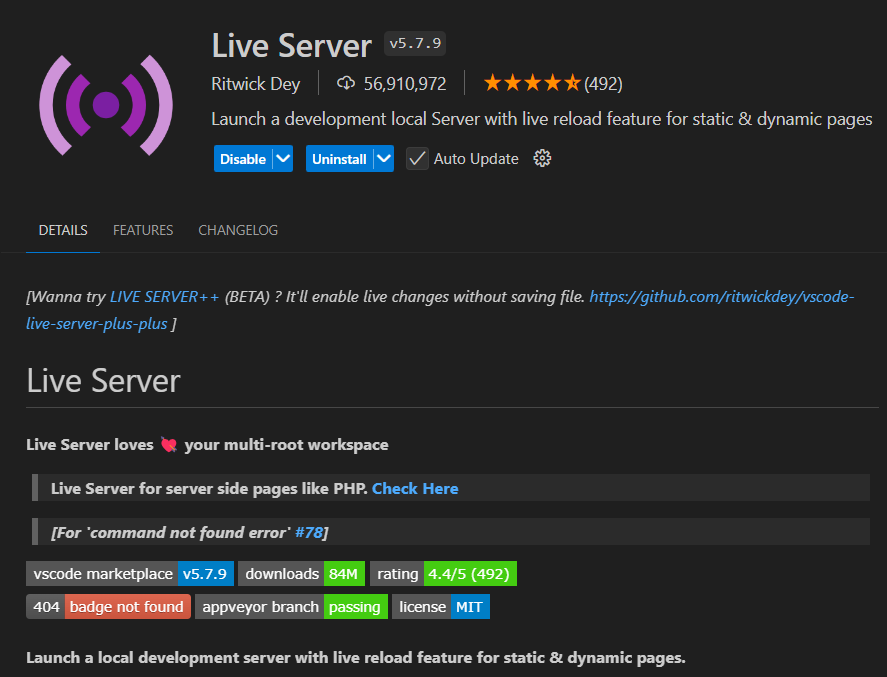 Live Server v5.7.9
Ritwick Dey 56,910,972 (492)
Launch a development local Server with live reload feature for static & dynamic pages
Disable Uninstall Auto Update
DETAILS FEATURES CHANGELOG
[Wanna try LIVE SERVER++ (BETA) ? It'll enable live changes without saving file. https://github.com/ritwickdey/vscode-
live-server-plus-plus ]
Live Server
Live Server loves 💘 your multi-root workspace
Live Server for server side pages like PHP. Check Here
[For `command not found error` #78]
vscode marketplace v5.7.9 downloads 84M rating 4.4/5 (492)
404 badge not found appveyor branch passing license MIT
Launch a local development server with live reload feature for static & dynamic pages.